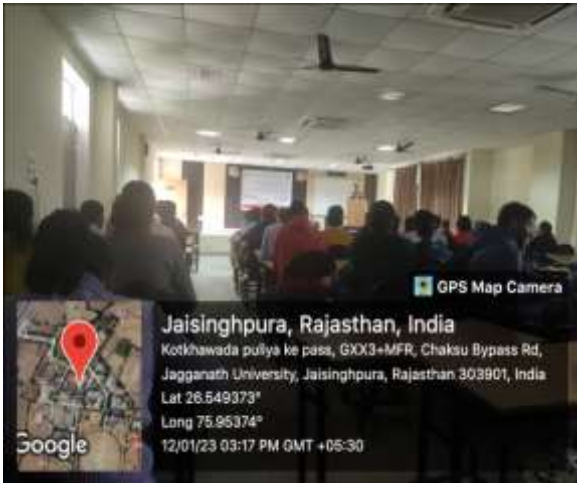 GPS Map Camera
Jaisinghpura, Rajasthan, India
Kotkhawada puliya ke pass, GXX3+MFR, Chaksu Bypass Rd,
Jagganath University, Jaisinghpura, Rajasthan 303901, India
Lat 26.549373°
Long 75.95374°
12/01/23 03:17 PM GMT +05:30
Google